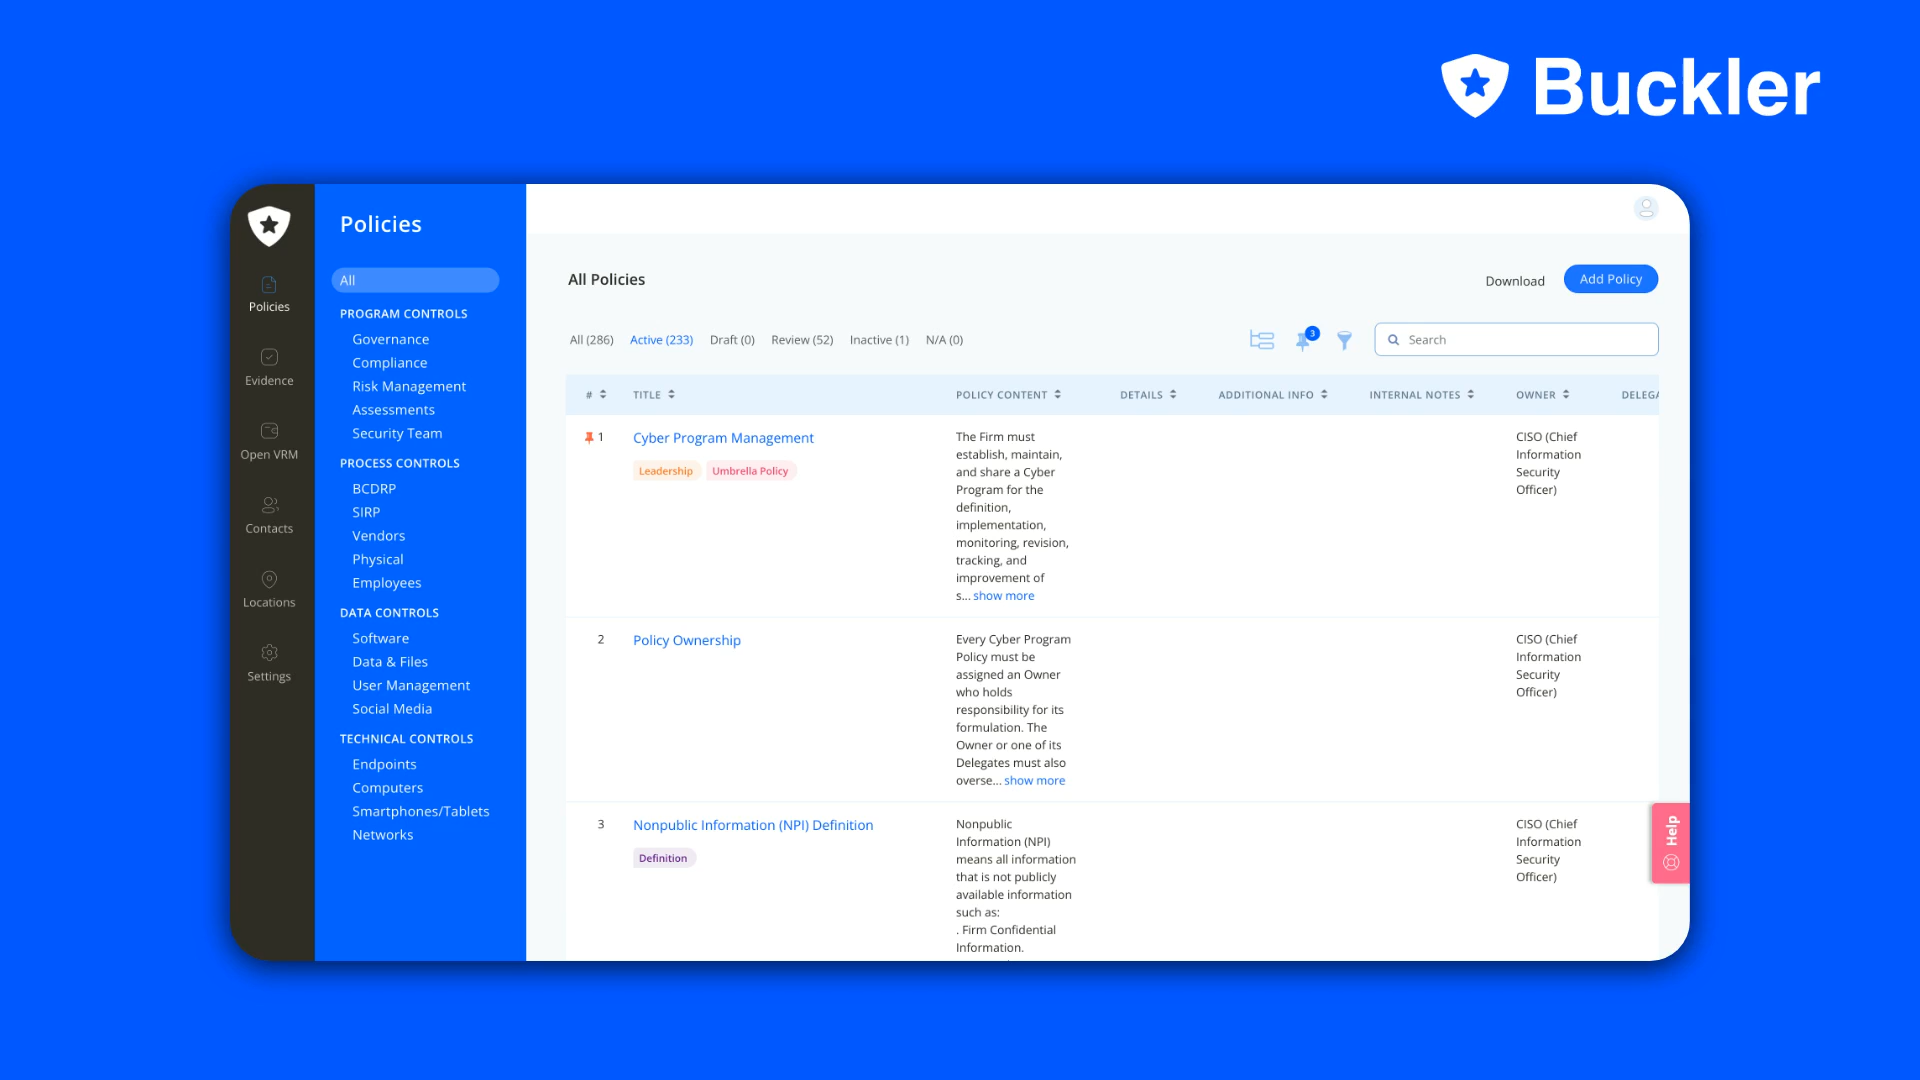 Buckler
Policies
Evidence
Open VRM
Contacts
Locations
Settings
Policies
All
PROGRAM CONTROLS
Governance
Compliance
Risk Management
Assessments
Security Team
PROCESS CONTROLS
BCDRP
SIRP
Vendors
Physical
Employees
DATA CONTROLS
Software
Data & Files
User Management
Social Media
TECHNICAL CONTROLS
Endpoints
Computers
Smartphones/Tablets
Networks
All Policies
Download
Add Policy
All (286) Active (233) Draft (0) Review (52) Inactive (1) N/A (0)
3
Search
# TITLE POLICY CONTENT DETAILS ADDITIONAL INFO INTERNAL NOTES OWNER DELEGA
1
Cyber Program Management
Leadership Umbrella Policy
The Firm must
establish, maintain,
and share a Cyber
Program for the
definition,
implementation,
monitoring, revision,
tracking, and
improvement of
s... show more
CISO (Chief
Information
Security
Officer)
2
Policy Ownership
Every Cyber Program
Policy must be
assigned an Owner
who holds
responsibility for its
formulation. The
Owner or one of its
Delegates must also
overse... show more
CISO (Chief
Information
Security
Officer)
3
Nonpublic Information (NPI) Definition
Definition
Nonpublic
Information (NPI)
means all information
that is not publicly
available information
such as:
. Firm Confidential
Information.
CISO (Chief
Information
Security
Officer)
Help